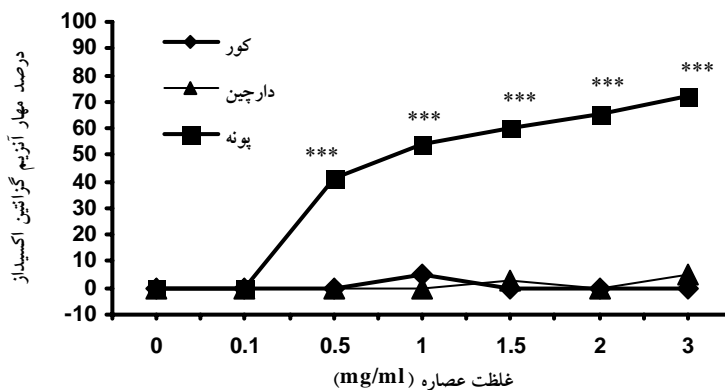 درصد مهار آنزیم گزانتین اکسیداز
100
90
80
70
60
50
40
30
20
10
0
-10
کور
دارچین
پونه
***
***
***
***
***
0 0.1 0.5 1 1.5 2 3
غلظت عصاره (mg/ml)